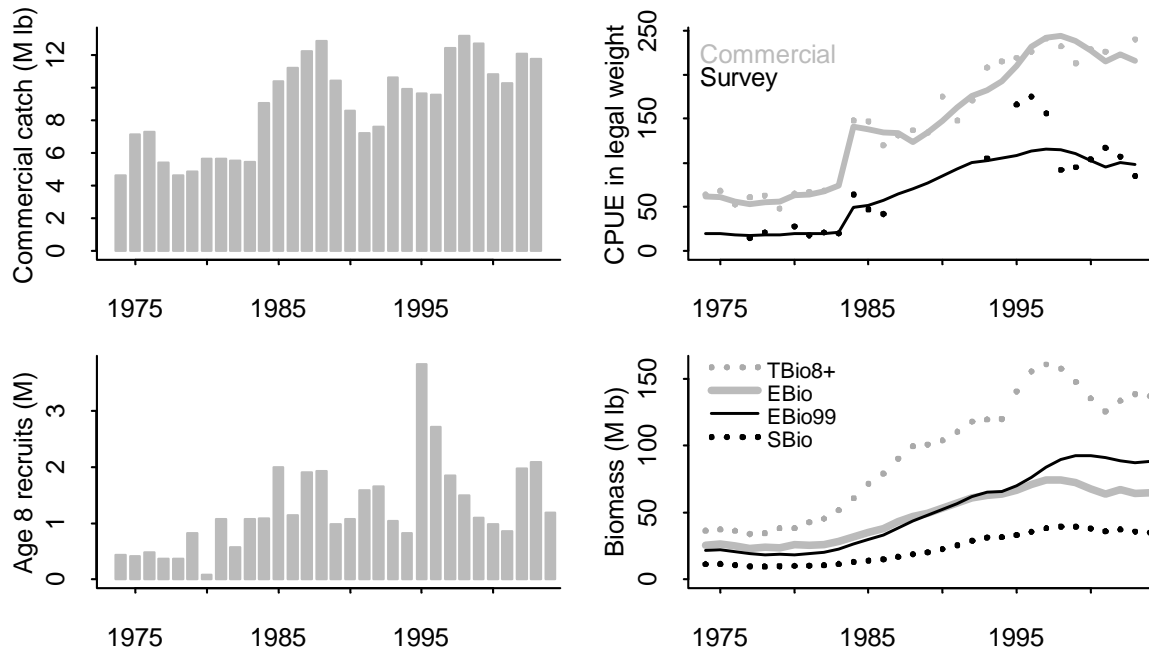 Commercial catch (M lb)
0 2 4 6 8 12
1975 1985 1995
CPUE in legal weight
0 50 150 250
Commercial
Survey
1975 1985 1995
Age 8 recruits (M)
0 1 2 3
1975 1985 1995
Biomass (M lb)
0 50 100 150
TBio8+
EBio
EBio99
SBio
1975 1985 1995